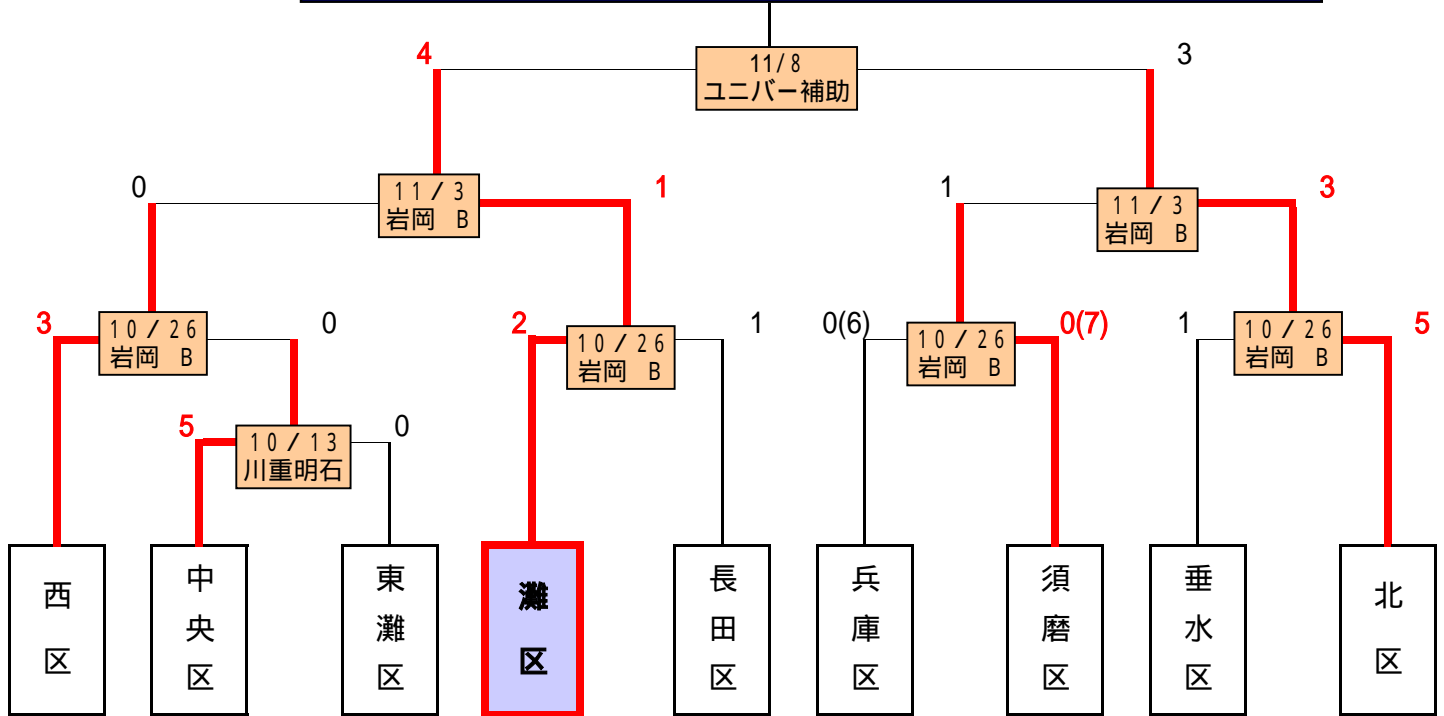 4
3
11/8
ユニバー補助
0
11/3
岩岡 B
1
1
11/3
岩岡 B
3
3
10/26
岩岡 B
0
2
10/26
岩岡 B
1
0(6)
10/26
岩岡 B
0(7)
1
10/26
岩岡 B
5
5
10/13
川重明石
0
西区
中央区
東灘区
灘区
長田区
兵庫区
須磨区
垂水区
北区